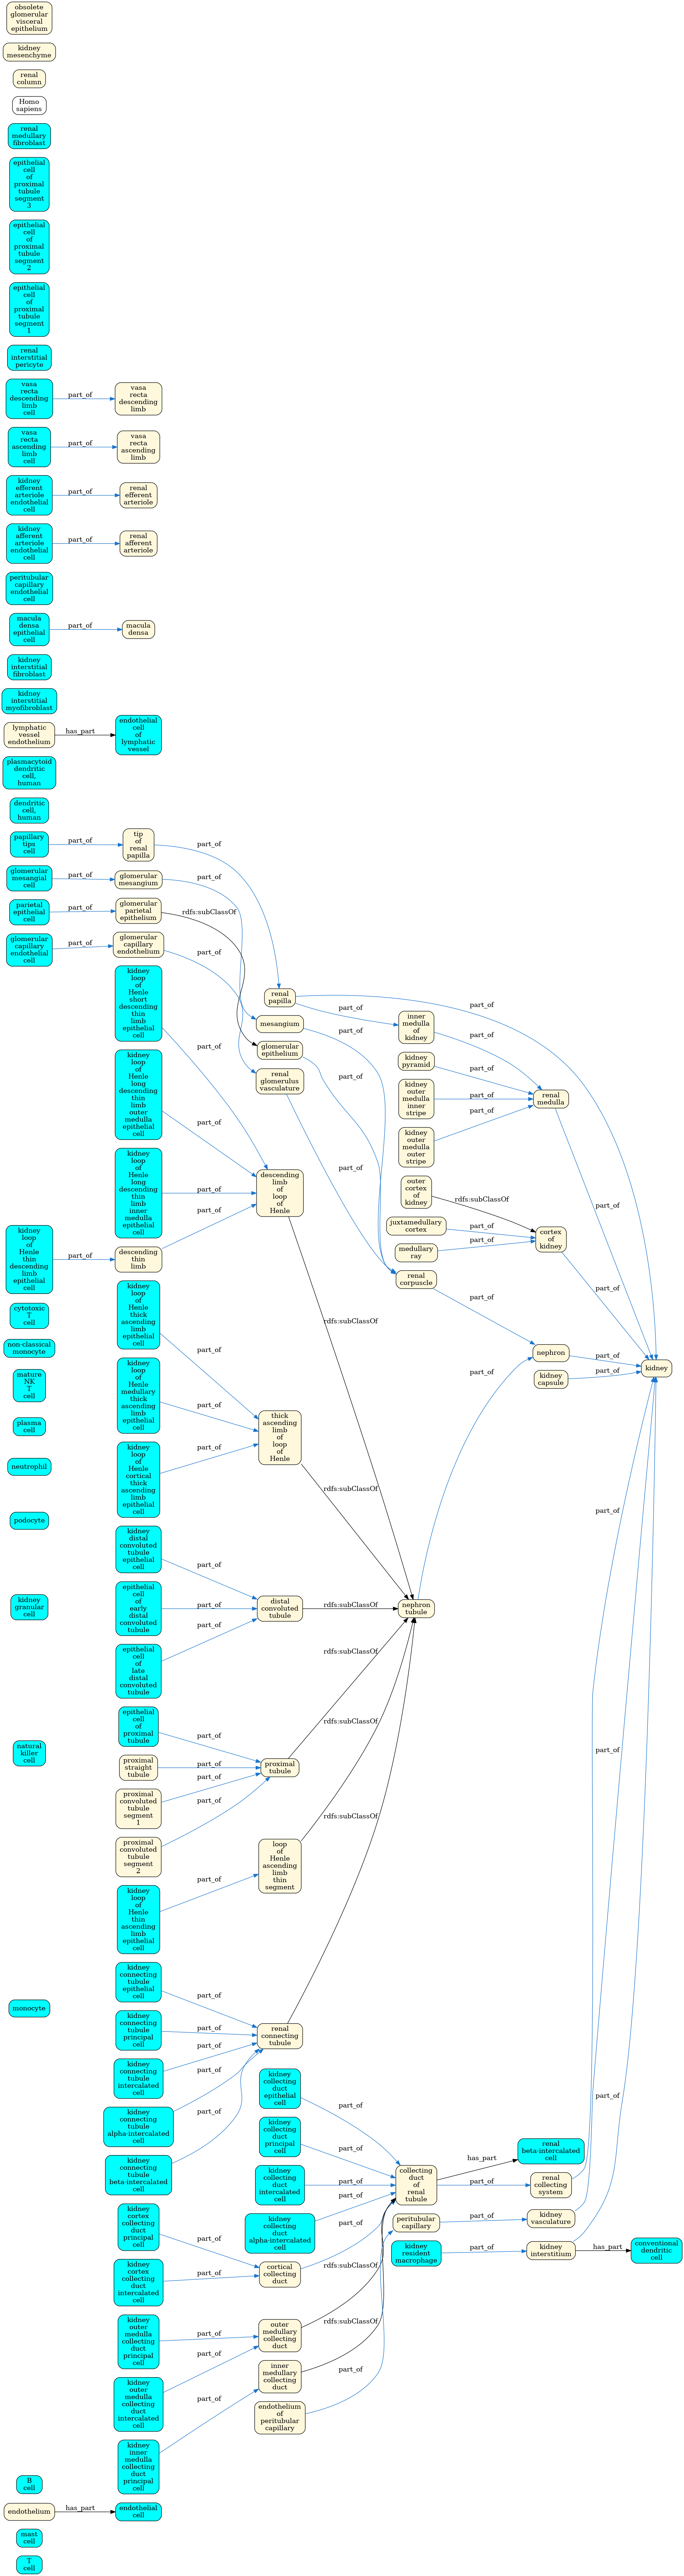 obsolete
glomerular
visceral
epithelium
kidney
mesenchyme
renal
column
Homo
sapiens
renal
medullary
fibroblast
epithelial
cell
of
proximal
tubule
segment
3
epithelial
cell
of
proximal
tubule
segment
2
epithelial
cell
of
proximal
tubule
segment
1
renal
interstitial
pericyte
vasa
recta
descending
limb
cell
part_of
vasa
recta
descending
limb
vasa
recta
ascending
limb
cell
part_of
vasa
recta
ascending
limb
kidney
efferent
arteriole
endothelial
cell
part_of
renal
efferent
arteriole
kidney
afferent
arteriole
endothelial
cell
part_of
renal
afferent
arteriole
peritubular
capillary
endothelial
cell
macula
densa
epithelial
cell
part_of
macula
densa
kidney
interstitial
fibroblast
kidney
interstitial
myofibroblast
lymphatic
vessel
endothelium
has_part
endothelial
cell
of
lymphatic
vessel
plasmacytoid
dendritic
cell,
human
dendritic
cell,
human
papillary
tips
cell
part_of
tip
of
renal
papilla
part_of
glomerular
mesangial
cell
part_of
glomerular
mesangium
part_of
parietal
epithelial
cell
part_of
glomerular
parietal
epithelium
rdfs:subClassOf
glomerular
capillary
endothelial
cell
part_of
glomerular
capillary
endothelium
part_of
kidney
loop
of
Henle
short
descending
thin
limb
epithelial
cell
part_of
renal
papilla
part_of
part_of
mesangium
part_of
glomerular
epithelium
part_of
renal
glomerulus
vasculature
part_of
inner
medulla
of
kidney
part_of
kidney
pyramid
part_of
kidney
outer
medulla
inner
stripe
part_of
kidney
outer
medulla
outer
stripe
part_of
renal
medulla
part_of
kidney
loop
of
Henle
long
descending
thin
limb
outer
medulla
epithelial
cell
part_of
kidney
loop
of
Henle
long
descending
thin
limb
inner
medulla
epithelial
cell
part_of
descending
limb
of
loop
of
Henle
rdfs:subClassOf
outer
cortex
of
kidney
rdfs:subClassOf
juxtamedullary
cortex
part_of
medullary
ray
part_of
cortex
of
kidney
part_of
renal
corpuscle
part_of
kidney
loop
of
Henle
thin
descending
limb
epithelial
cell
part_of
descending
thin
limb
part_of
cytotoxic
T
cell
non-classical
monocyte
mature
NK
T
cell
plasma
cell
neutrophil
podocyte
kidney
granular
cell
natural
killer
cell
monocyte
kidney
loop
of
Henle
thick
ascending
limb
epithelial
cell
part_of
kidney
loop
of
Henle
medullary
thick
ascending
limb
epithelial
cell
part_of
kidney
loop
of
Henle
cortical
thick
ascending
limb
epithelial
cell
part_of
thick
ascending
limb
of
loop
of
Henle
rdfs:subClassOf
nephron
part_of
kidney
capsule
part_of
kidney
part_of
kidney
distal
convoluted
tubule
epithelial
cell
part_of
epithelial
cell
of
early
distal
convoluted
tubule
part_of
epithelial
cell
of
late
distal
convoluted
tubule
part_of
distal
convoluted
tubule
rdfs:subClassOf
nephron
tubule
part_of
epithelial
cell
of
proximal
tubule
part_of
proximal
straight
tubule
part_of
proximal
convoluted
tubule
segment
1
part_of
proximal
convoluted
tubule
segment
2
part_of
proximal
tubule
rdfs:subClassOf
kidney
loop
of
Henle
thin
ascending
limb
epithelial
cell
part_of
loop
of
Henle
ascending
limb
thin
segment
rdfs:subClassOf
part_of
kidney
connecting
tubule
epithelial
cell
part_of
kidney
connecting
tubule
principal
cell
part_of
kidney
connecting
tubule
intercalated
cell
part_of
kidney
connecting
tubule
alpha-intercalated
cell
part_of
kidney
connecting
tubule
beta-intercalated
cell
part_of
renal
connecting
tubule
kidney
collecting
duct
epithelial
cell
part_of
kidney
collecting
duct
principal
cell
part_of
kidney
collecting
duct
intercalated
cell
part_of
kidney
collecting
duct
alpha-intercalated
cell
part_of
collecting
duct
of
renal
tubule
has_part
renal
beta-intercalated
cell
part_of
renal
collecting
system
part_of
peritubular
capillary
part_of
kidney
vasculature
kidney
resident
macrophage
part_of
kidney
interstitium
has_part
conventional
dendritic
cell
kidney
cortex
collecting
duct
principal
cell
part_of
kidney
cortex
collecting
duct
intercalated
cell
part_of
cortical
collecting
duct
part_of
kidney
outer
medulla
collecting
duct
principal
cell
part_of
kidney
outer
medulla
collecting
duct
intercalated
cell
part_of
outer
medullary
collecting
duct
rdfs:subClassOf
kidney
inner
medulla
collecting
duct
principal
cell
part_of
inner
medullary
collecting
duct
rdfs:subClassOf
endothelium
of
peritubular
capillary
part_of
B
cell
endothelium
has_part
endothelial
cell
mast
cell
T
cell